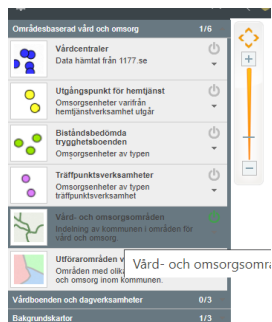 Områdesbaserad vård och omsorg 1/6
Vårdcentraler
Data hämtat från 1177.se
Utgångspunkt för hemtjänst
Omsorgsenheter varifrån
hemtjänstverksamhet utgår
Biståndsbedömda
trygghetsboenden
Omsorgsenheter av typen
Träffpunktsverksamheter
Omsorgsenheter av typen
träffpunktsverksamhet
Vård- och omsorgsområden
Indelning av kommunen i områden för
vård och omsorg.
Utförarområden v
Områden med olika
och omsorg inom kommunen.
Vård- och omsorgsområ
Vårdboenden och dagverksamheter 0/3
Bakgrundskartor 1/3